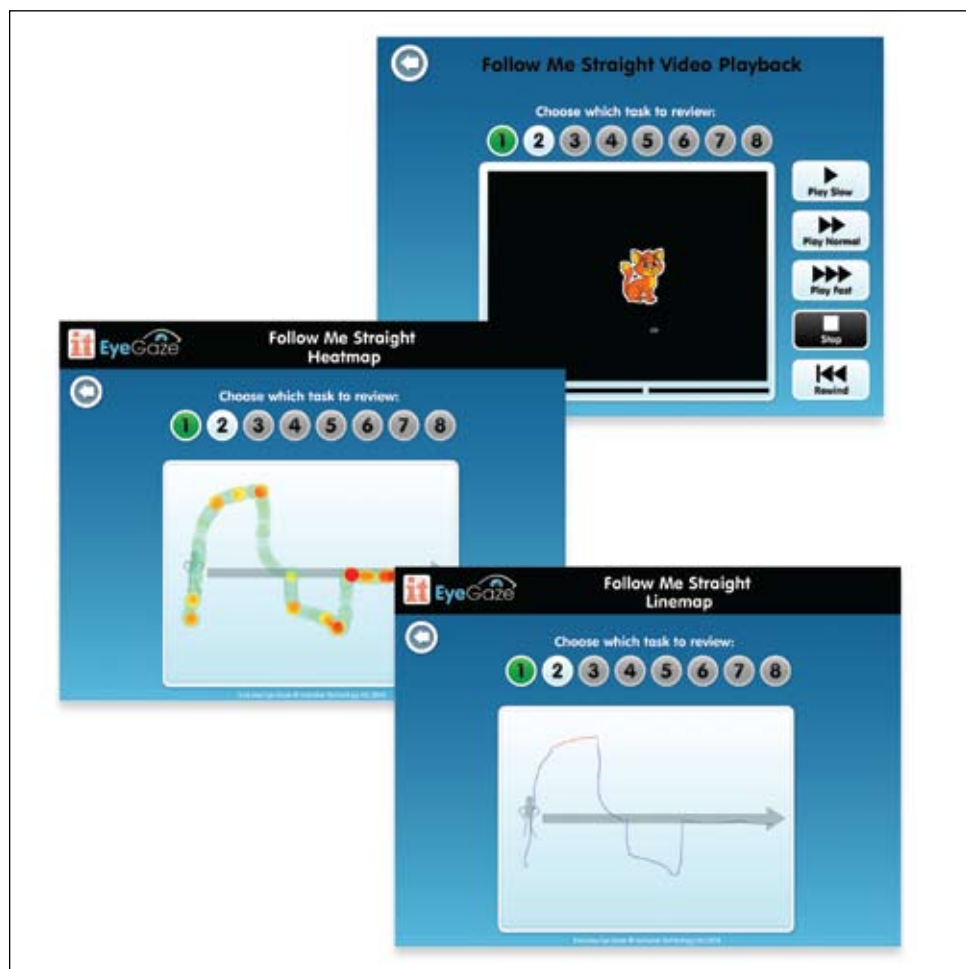 Follow Me Straight Video Playback
Choose which task to review:
1 2 3 4 5 6 7 8
Play Slow
Play Normal
Play Fast
Stop
Rewind
it EyeGaze
Follow Me Straight
Heatmap
Choose which task to review:
1 2 3 4 5 6 7 8
it EyeGaze
Follow Me Straight
Linemap
Choose which task to review:
1 2 3 4 5 6 7 8